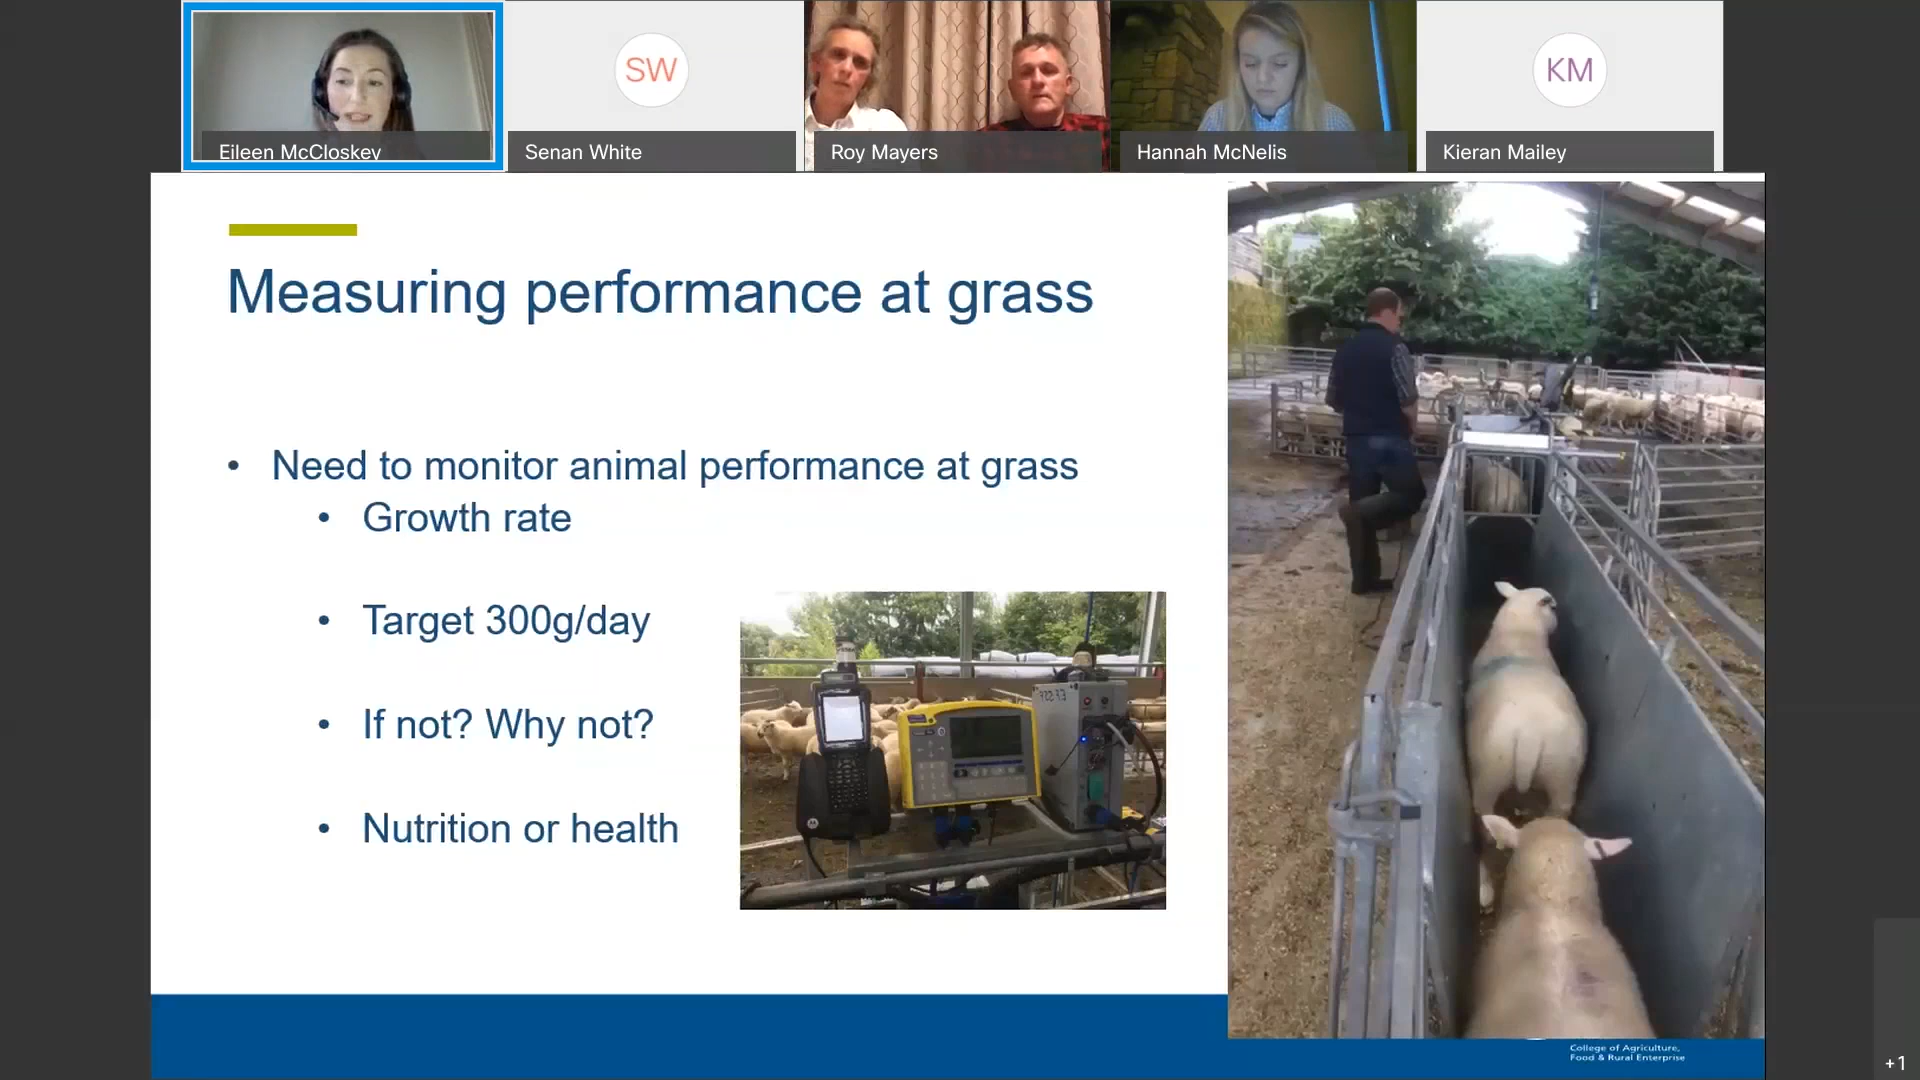 SW
KM
Eileen McCloskey
Senan White
Roy Mayers
Hannah McNelis
Kieran Mailey
Measuring performance at grass
• Need to monitor animal performance at grass
• Growth rate
• Target 300g/day
• If not? Why not?
• Nutrition or health
College of Agriculture,
Food & Rural Enterprise
+1